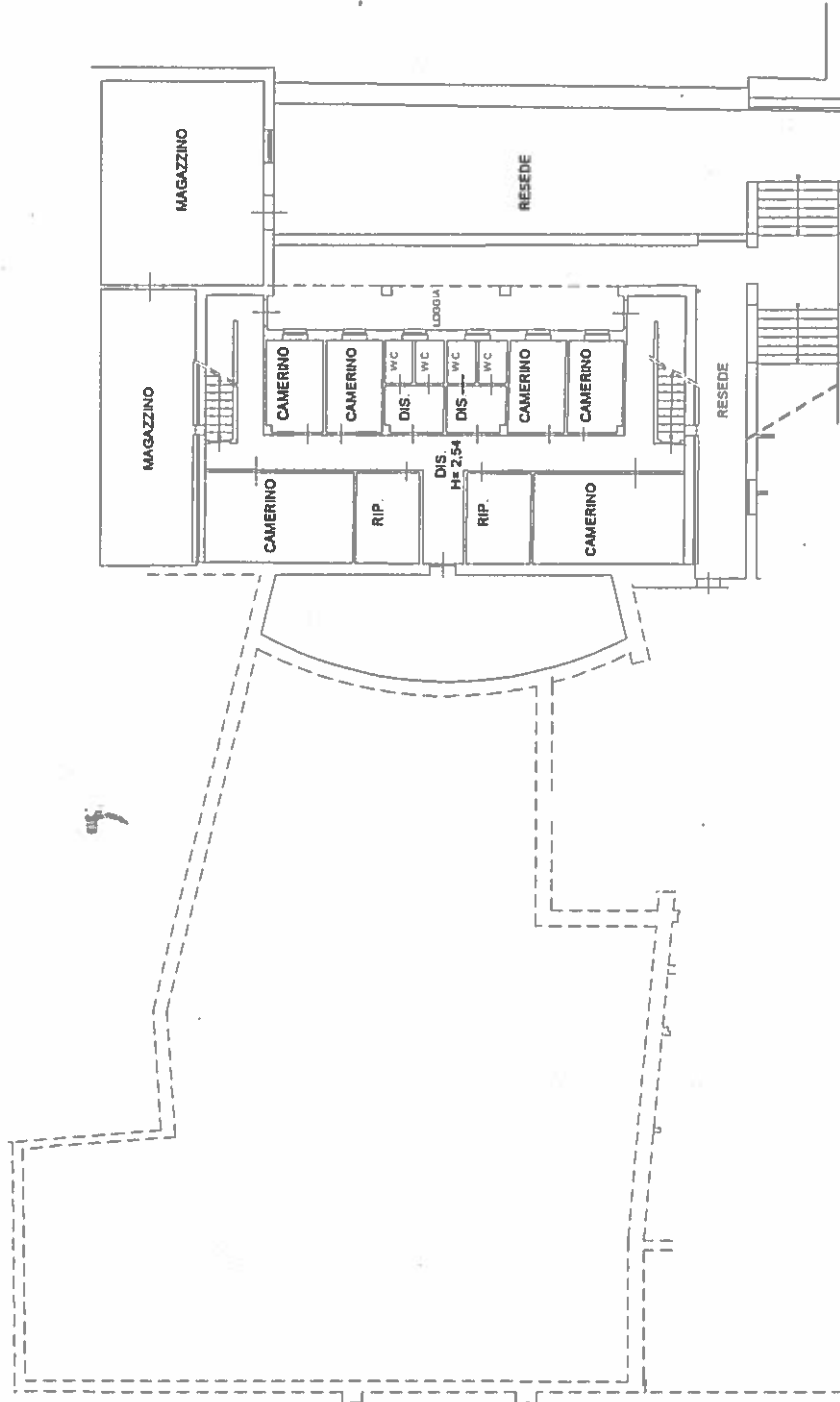 MAGAZZINO
RESEDE
MAGAZZINO
LOGGIA
CAMERINO
CAMERINO
WC
WC
WC
WC
CAMERINO
CAMERINO
DIS.
DIS.
RESEDE
DIS.
H= 2,54
CAMERINO
RIP.
RIP.
CAMERINO